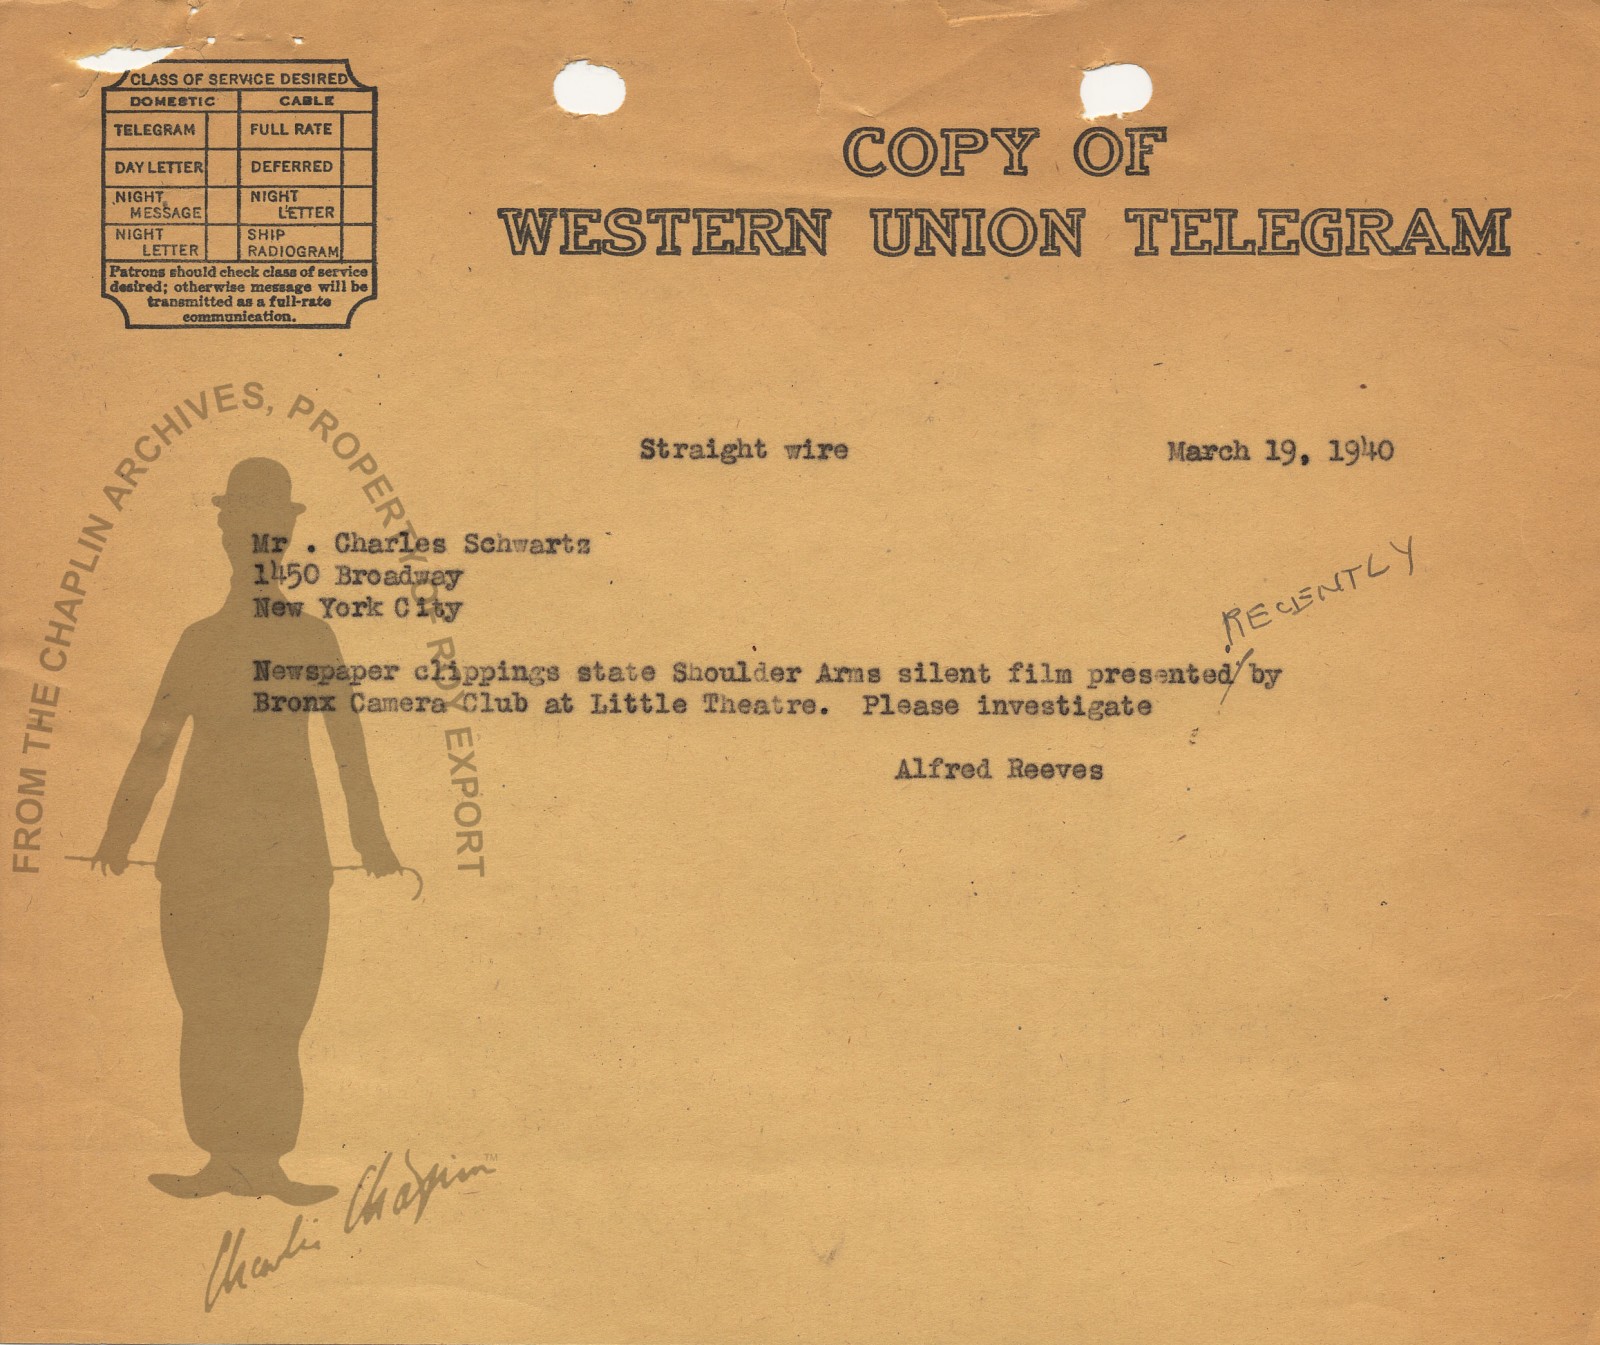 CLASS OF SERVICE DESIRED
DOMESTIC CABLE
TELEGRAM FULL RATE
DAY LETTER DEFERRED
NIGHT MESSAGE NIGHT LETTER
NIGHT LETTER SHIP RADIOGRAM
Patrons should check class of service
desired; otherwise message will be
transmitted as a full-rate
communication.
COPY OF
WESTERN UNION TELEGRAM
Straight wire March 19, 1940
Mr . Charles Schwartz
1450 Broadway
New York City
RECENTLY
Newspaper clippings state Shoulder Arms silent film presented/by
Bronx Camera Club at Little Theatre. Please investigate
Alfred Reeves
FROM THE CHAPLIN ARCHIVES, PROPERTY OF ROY EXPORT
Charlie Chaplin™